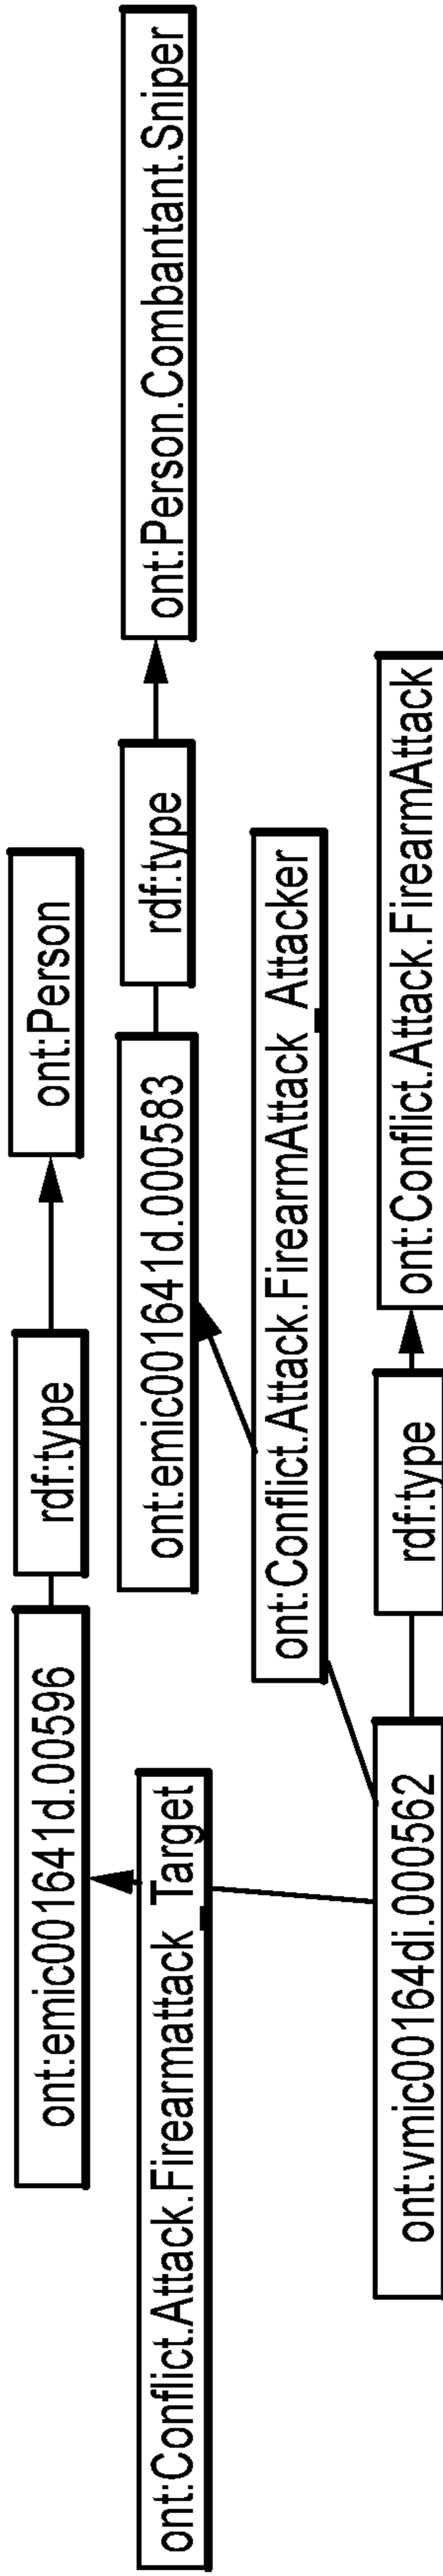 ont:emic001641d.00596
rdf:type
ont:Person
ont:Conflict.Attack.Firearmattack_Target
ont:emic001641d.000583
rdf:type
ont:Person.Combantant.Sniper
ont:Conflict.Attack.FirearmAttack_Attacker
ont:vmic00164di.000562
rdf:type
ont:Conflict.Attack.FirearmAttack